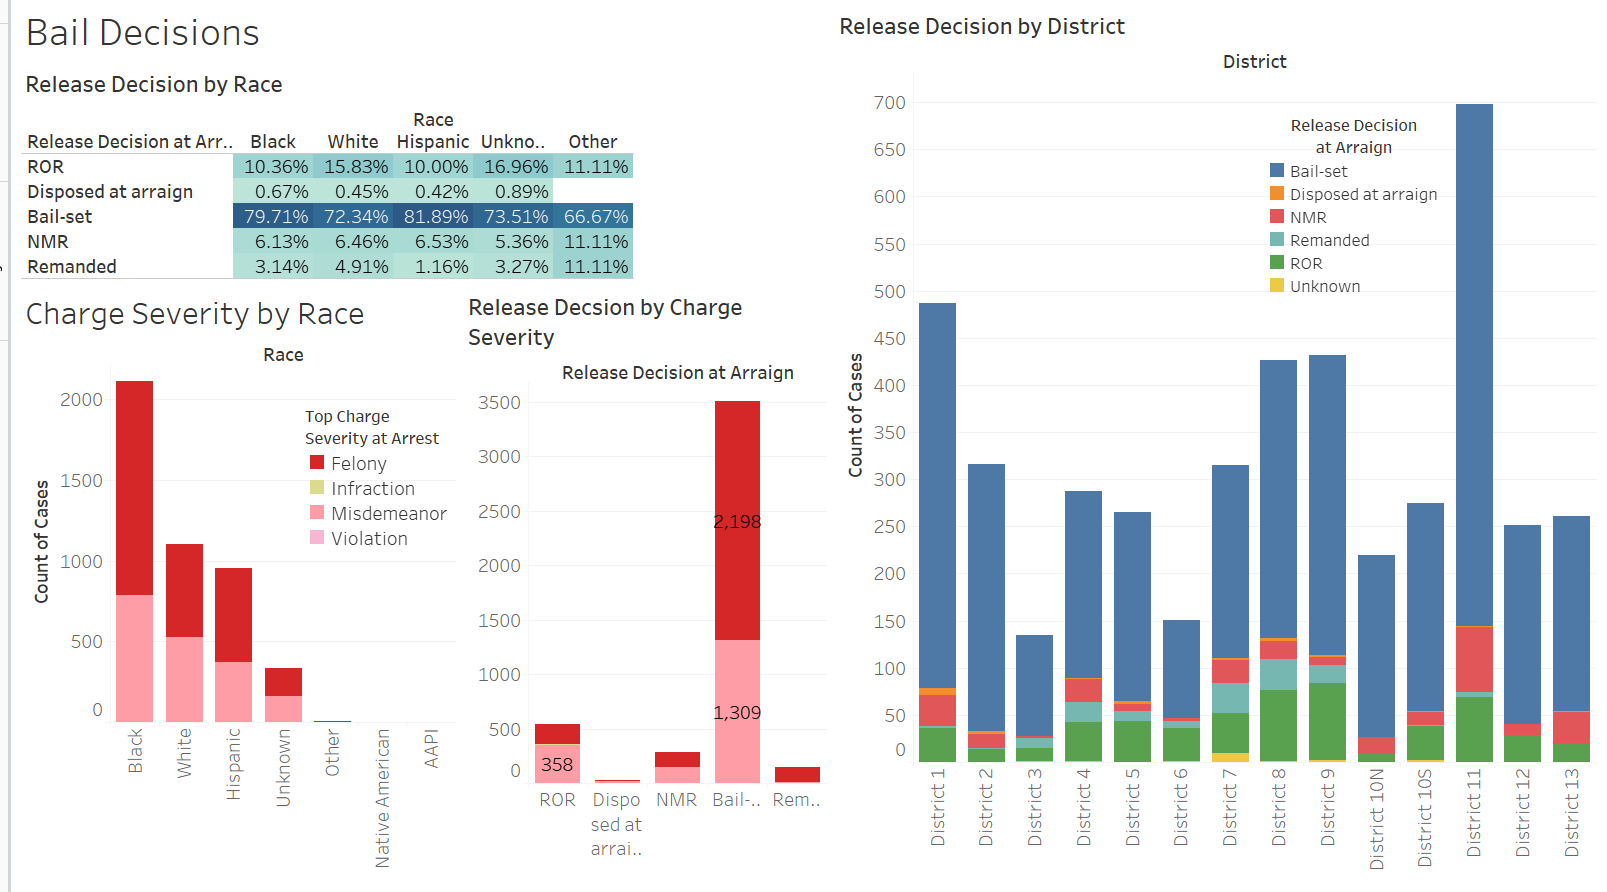 Bail Decisions
Release Decision by Race
Race
Release Decision at Arr.. Black White Hispanic Unkno.. Other
ROR 10.36% 15.83% 10.00% 16.96% 11.11%
Disposed at arraign 0.67% 0.45% 0.42% 0.89%
Bail-set 79.71% 72.34% 81.89% 73.51% 66.67%
NMR 6.13% 6.46% 6.53% 5.36% 11.11%
Remanded 3.14% 4.91% 1.16% 3.27% 11.11%
Charge Severity by Race
Race
Count of Cases
2000
1500
1000
500
0
Top Charge
Severity at Arrest
Felony
Infraction
Misdemeanor
Violation
Black
White
Hispanic
Unknown
Other
Native American
AAPI
Release Decsion by Charge
Severity
Release Decision at Arraign
3500
3000
2500
2000
1500
1000
500
0
2,198
1,309
358
ROR
Dispo
sed at
arrai..
NMR
Bail-..
Rem..
Release Decision by District
District
Count of Cases
700
650
600
550
500
450
400
350
300
250
200
150
100
50
0
Release Decision
at Arraign
Bail-set
Disposed at arraign
NMR
Remanded
ROR
Unknown
District 1
District 2
District 3
District 4
District 5
District 6
District 7
District 8
District 9
District 10N
District 10S
District 11
District 12
District 13